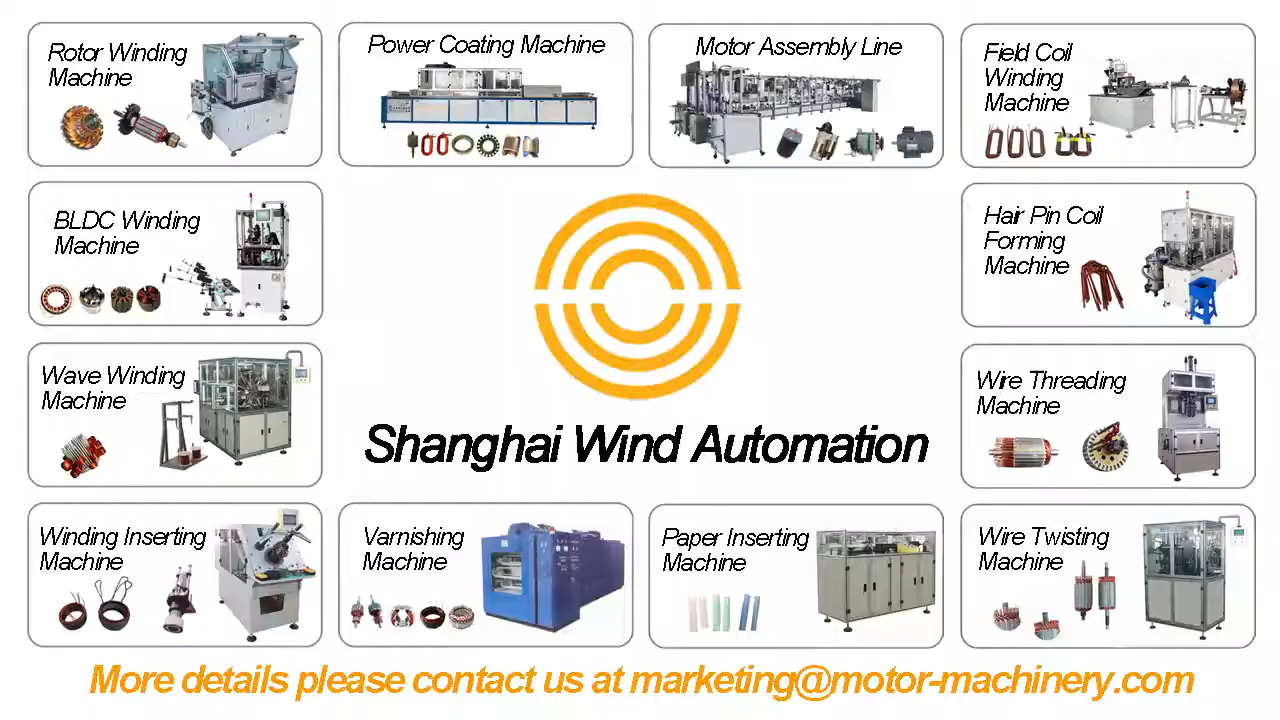 Rotor Winding
Machine
Power Coating Machine
Motor Assembly Line
Field Coil
Winding
Machine
BLDC Winding
Machine
Hair Pin Coil
Forming
Machine
Wave Winding
Machine
Wire Threading
Machine
Shanghai Wind Automation
Winding Inserting
Machine
Varnishing
Machine
Paper Inserting
Machine
Wire Twisting
Machine
More details please contact us at marketing@motor-machinery.com